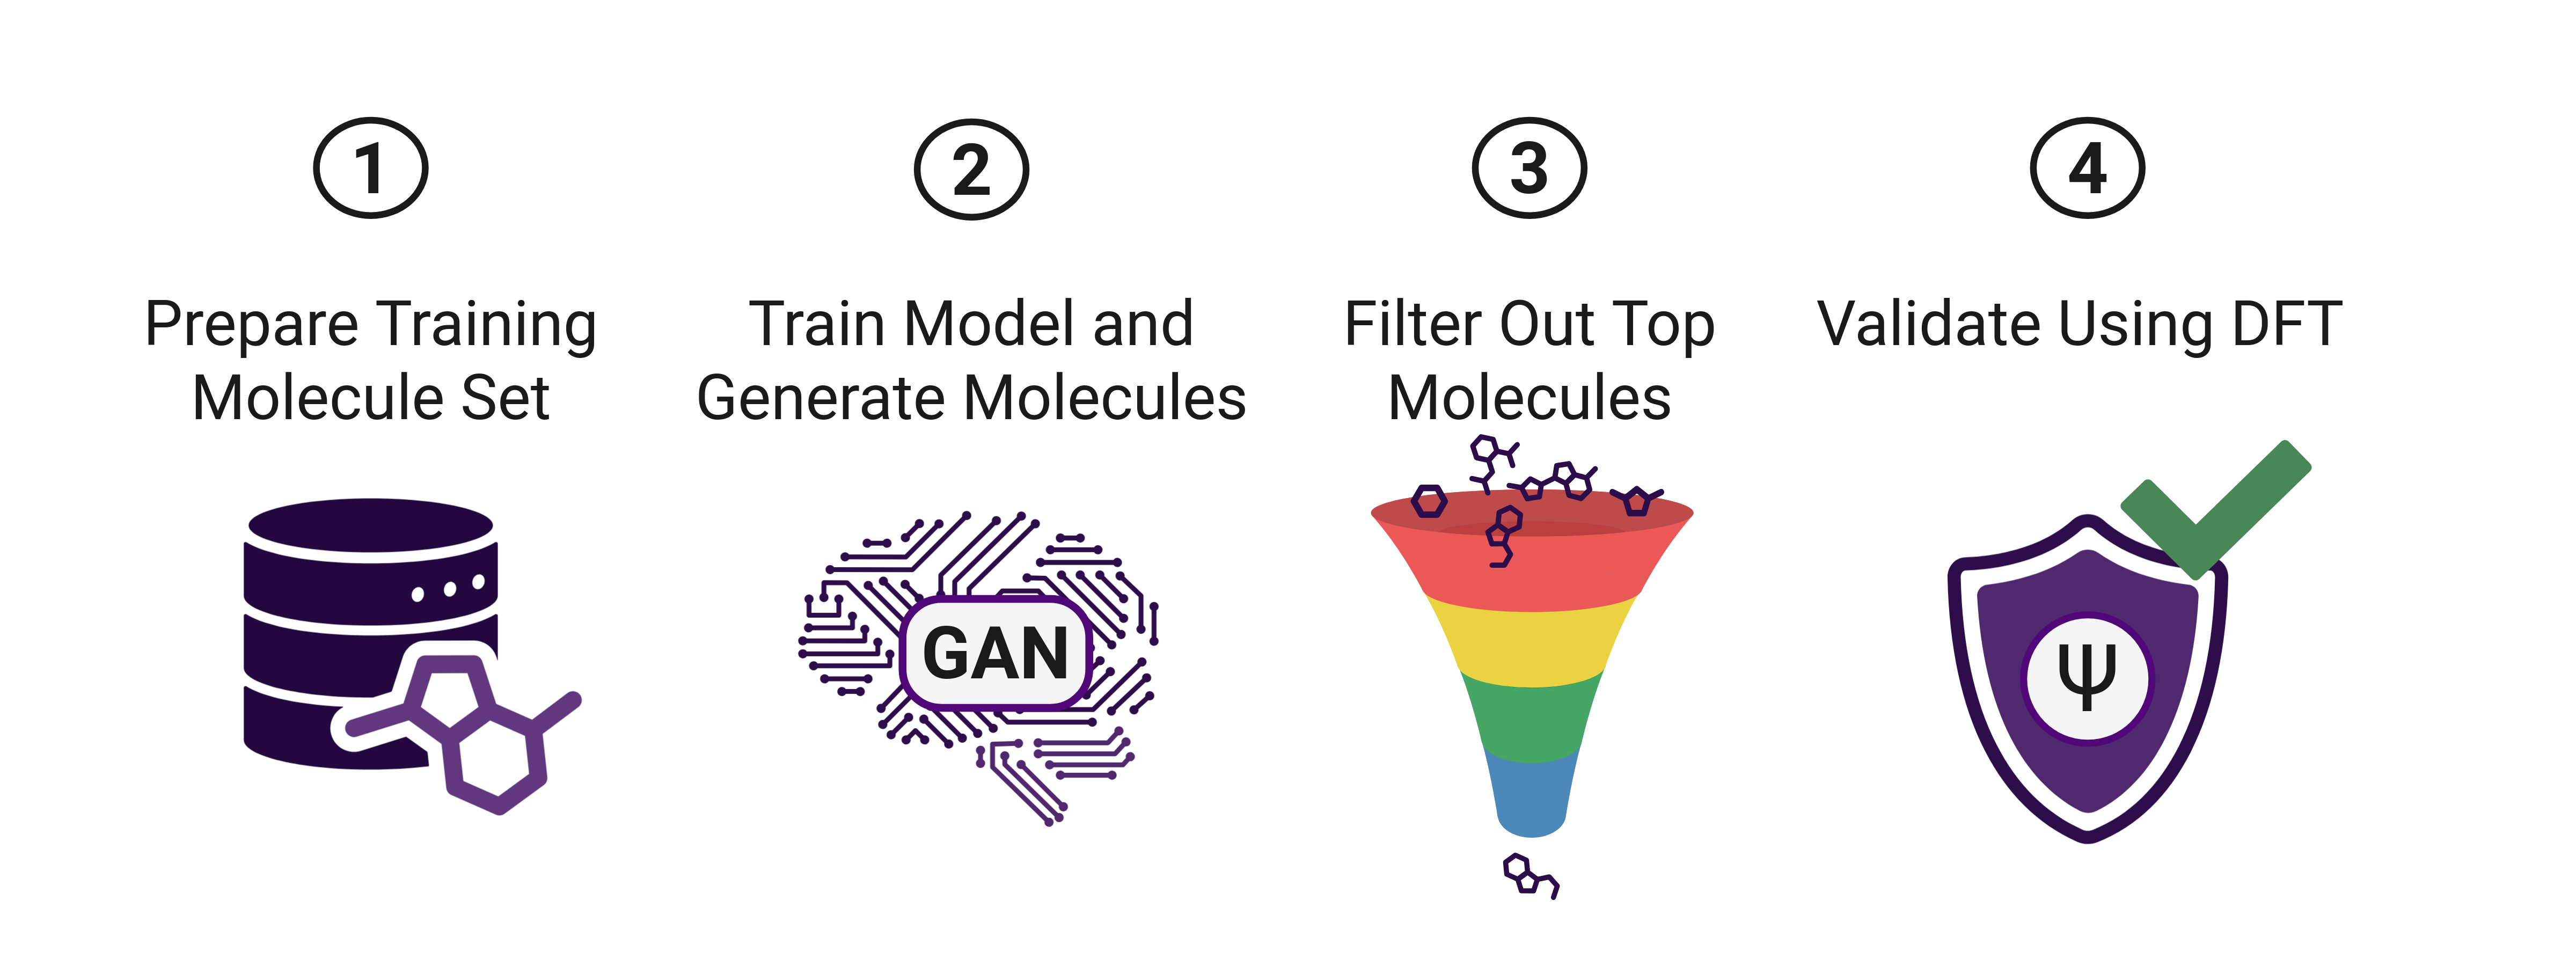 1
Prepare Training
Molecule Set
2
Train Model and
Generate Molecules
GAN
3
Filter Out Top
Molecules
4
Validate Using DFT
ψ